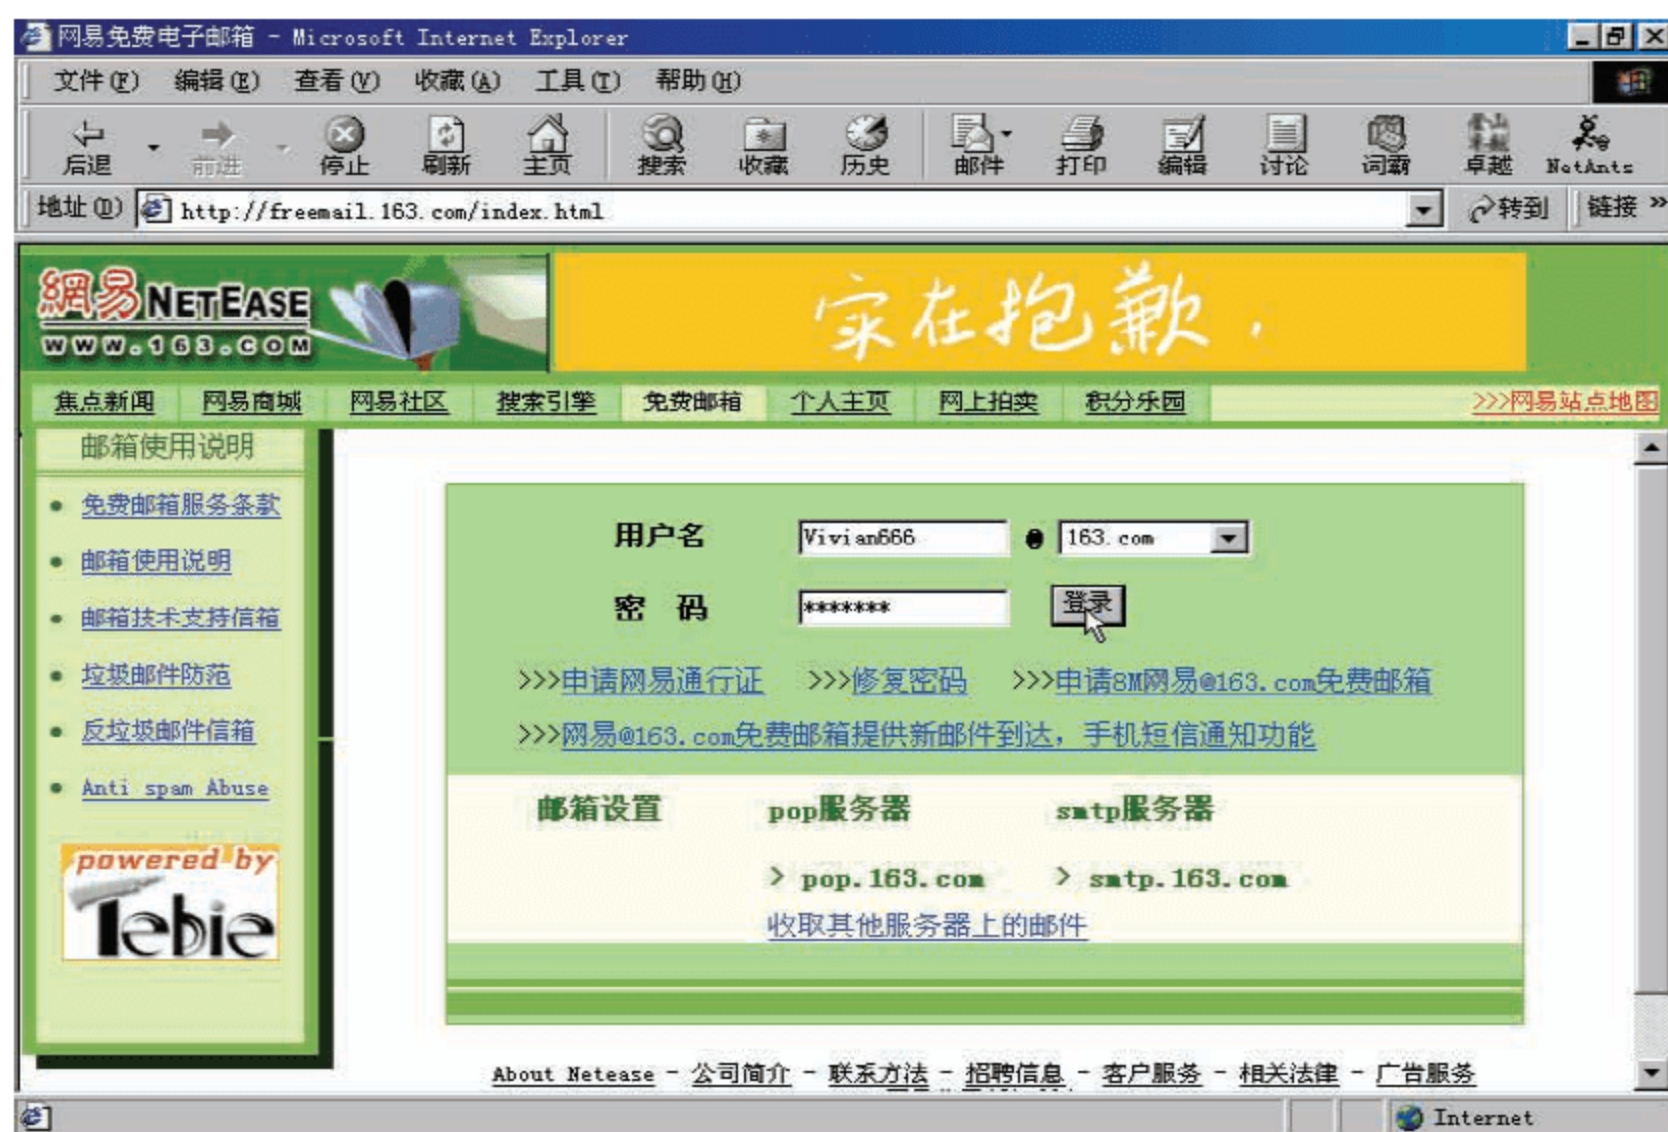 网易免费电子邮箱 - Microsoft Internet Explorer
文件(F) 编辑(E) 查看(V) 收藏(A) 工具(T) 帮助(H)
后退 前进 停止 刷新 主页 搜索 收藏 历史 邮件 打印 编辑 讨论 词霸 卓越 NetAnts
地址(D) http://freemail.163.com/index.html 转到 链接 »
網易 NETEASE
www.163.com
家在抱歉，
焦点新闻 网易商城 网易社区 搜索引擎 免费邮箱 个人主页 网上拍卖 积分乐园 >>>网易站点地图
邮箱使用说明
免费邮箱服务条款
邮箱使用说明
邮箱技术支持信箱
垃圾邮件防范
反垃圾邮件信箱
Anti spam Abuse
powered by
Tebie
用户名 Vivian666 @ 163.com
密 码 ******* 登录
>>>申请网易通行证 >>>修复密码 >>>申请8M网易@163.com免费邮箱
>>>网易@163.com免费邮箱提供新邮件到达，手机短信通知功能
邮箱设置 pop服务器 smtp服务器
> pop.163.com > smtp.163.com
收取其他服务器上的邮件
About Netease - 公司简介 - 联系方法 - 招聘信息 - 客户服务 - 相关法律 - 广告服务
Internet